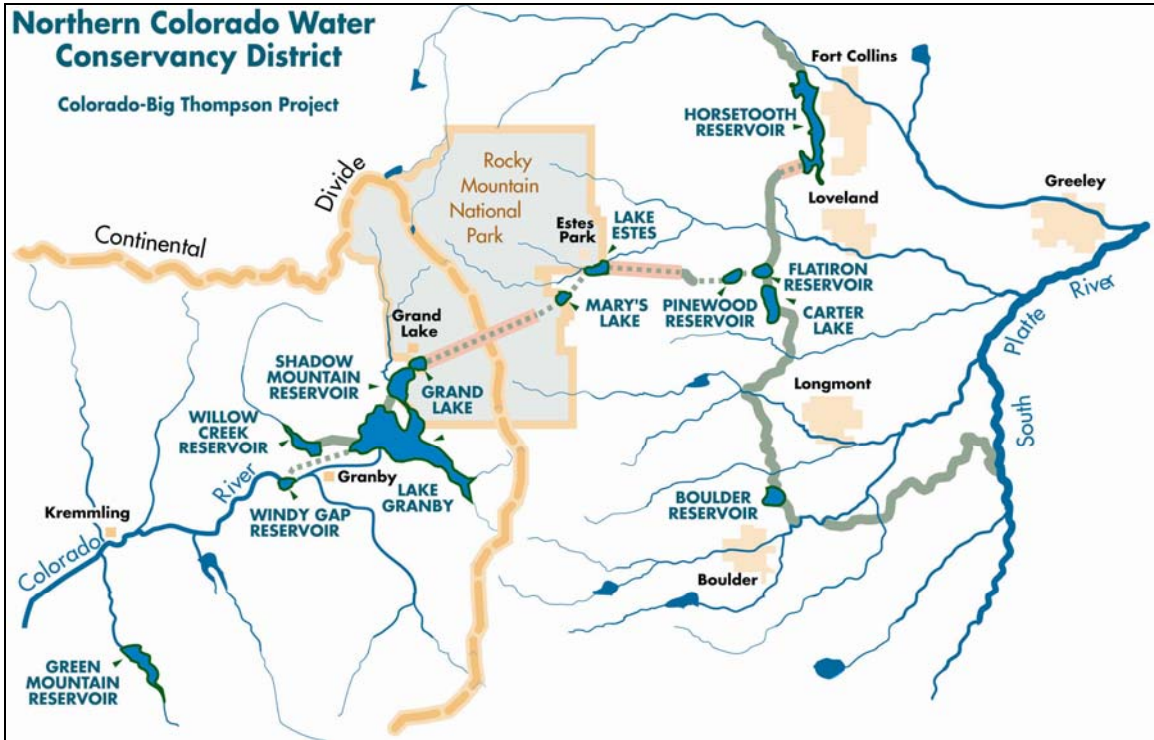 Northern Colorado Water
Conservancy District
Colorado-Big Thompson Project
Continental
Divide
Rocky
Mountain
National
Park
Estes
Park
LAKE
ESTES
MARY'S
LAKE
Fort Collins
HORSETOOTH
RESERVOIR
Loveland
Greeley
FLATIRON
RESERVOIR
PINEWOOD
RESERVOIR
CARTER
LAKE
Grand
Lake
SHADOW
MOUNTAIN
RESERVOIR
GRAND
LAKE
WILLOW
CREEK
RESERVOIR
Granby
LAKE
GRANBY
WINDY GAP
RESERVOIR
Kremmling
Colorado
River
GREEN
MOUNTAIN
RESERVOIR
Longmont
BOULDER
RESERVOIR
Boulder
South
Platte
River